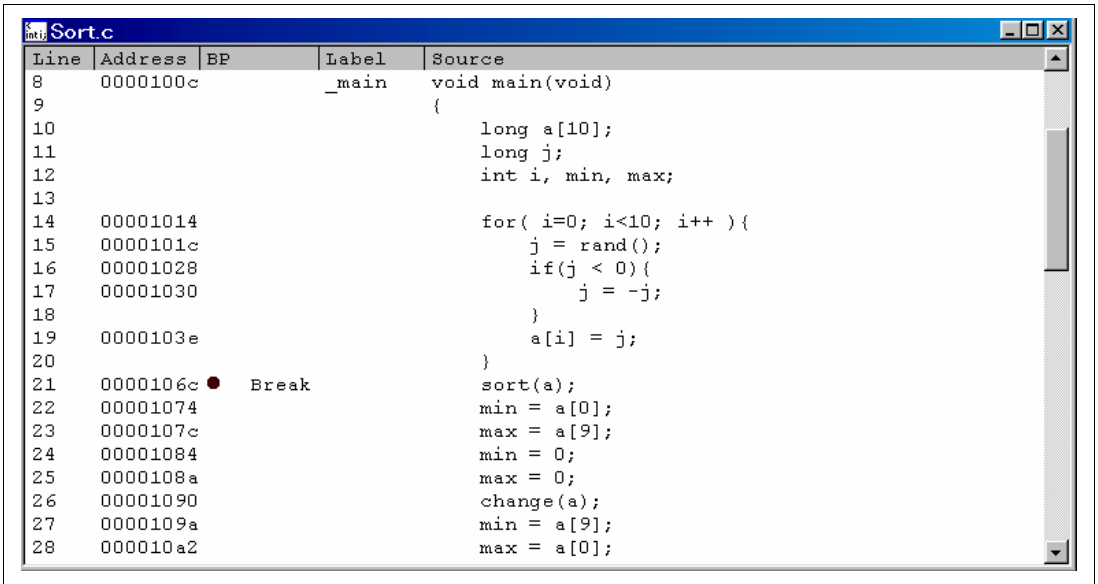 Sort.c
Line Address BP Label Source
8 0000100c _main void main(void)
9 {
10 long a[10];
11 long j;
12 int i, min, max;
13
14 00001014 for( i=0; i<10; i++ ){
15 0000101c j = rand();
16 00001028 if(j < 0){
17 00001030 j = -j;
18 }
19 0000103e a[i] = j;
20 }
21 0000106c Break sort(a);
22 00001074 min = a[0];
23 0000107c max = a[9];
24 00001084 min = 0;
25 0000108a max = 0;
26 00001090 change(a);
27 0000109a min = a[9];
28 000010a2 max = a[0];